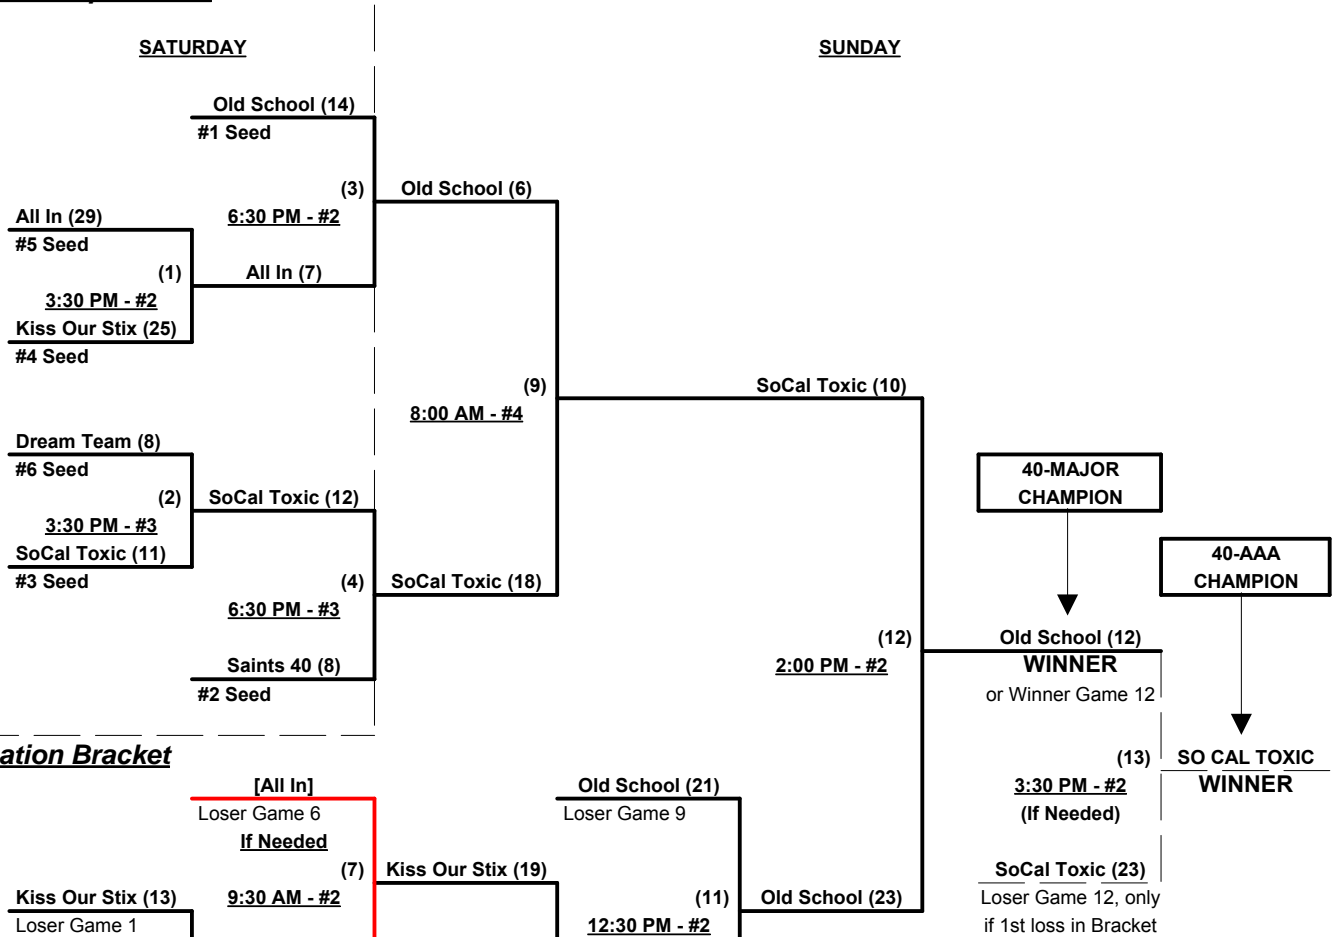 SATURDAY
SUNDAY
Old School (14)
#1 Seed
(3)
Old School (6)
6:30 PM - #2
All In (29)
#5 Seed
(1)
All In (7)
3:30 PM - #2
Kiss Our Stix (25)
#4 Seed
(9)
SoCal Toxic (10)
8:00 AM - #4
Dream Team (8)
#6 Seed
40-MAJOR
CHAMPION
(2)
SoCal Toxic (12)
3:30 PM - #3
SoCal Toxic (11)
#3 Seed
40-AAA
CHAMPION
(4)
SoCal Toxic (18)
6:30 PM - #3
(12)
Old School (12)
2:00 PM - #2
WINNER
or Winner Game 12
Saints 40 (8)
#2 Seed
ation Bracket
(13)
SO CAL TOXIC
WINNER
3:30 PM - #2
(If Needed)
[All In]
Loser Game 6
If Needed
Old School (21)
Loser Game 9
(7)
Kiss Our Stix (19)
9:30 AM - #2
SoCal Toxic (23)
Loser Game 12, only
if 1st loss in Bracket
Kiss Our Stix (13)
Loser Game 1
(11)
Old School (23)
12:30 PM - #2